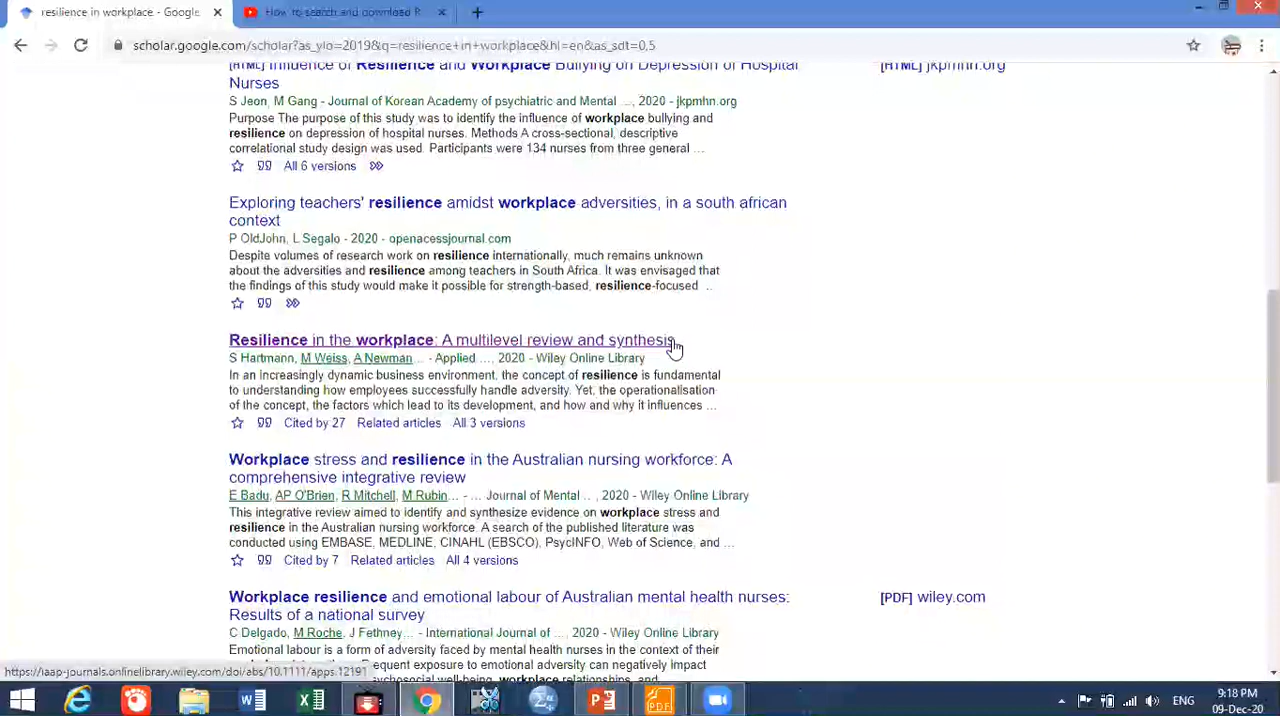 resilience in workplace - Google
How to search and download R
scholar.google.com/scholar?as_ylo=2019&q=resilience+in+workplace&hl=en&as_sdt=0,5
[HTML] Influence of Resilience and Workplace Bullying on Depression of Hospital
Nurses
[HTML] jkpmhn.org
S Jeon, M Gang - Journal of Korean Academy of psychiatric and Mental ..., 2020 - jkpmhn.org
Purpose The purpose of this study was to identify the influence of workplace bullying and
resilience on depression of hospital nurses. Methods A cross-sectional, descriptive
correlational study design was used. Participants were 134 nurses from three general ...
All 6 versions
Exploring teachers' resilience amidst workplace adversities, in a south african
context
P OldJohn, L Segalo - 2020 - openacessjournal.com
Despite volumes of research work on resilience internationally, much remains unknown
about the adversities and resilience among teachers in South Africa. It was envisaged that
the findings of this study would make it possible for strength-based, resilience-focused ..
Resilience in the workplace: A multilevel review and synthesis
S Hartmann, M Weiss, A Newman... - Applied ..., 2020 - Wiley Online Library
In an increasingly dynamic business environment, the concept of resilience is fundamental
to understanding how employees successfully handle adversity. Yet, the operationalisation
of the concept, the factors which lead to its development, and how and why it influences ...
Cited by 27 Related articles All 3 versions
Workplace stress and resilience in the Australian nursing workforce: A
comprehensive integrative review
E Badu, AP O'Brien, R Mitchell, M Rubin... - ... Journal of Mental .., 2020 - Wiley Online Library
This integrative review aimed to identify and synthesize evidence on workplace stress and
resilience in the Australian nursing workforce. A search of the published literature was
conducted using EMBASE, MEDLINE, CINAHL (EBSCO), PsycINFO, Web of Science, and ...
Cited by 7 Related articles All 4 versions
Workplace resilience and emotional labour of Australian mental health nurses:
Results of a national survey
[PDF] wiley.com
C Delgado, M Roche, J Fethney... - International Journal of ..., 2020 - Wiley Online Library
Emotional labour is a form of adversity faced by mental health nurses in the context of their
requent exposure to emotional adversity can negatively impact
sychosocial well-being, workplace relationships, and
https://iaap-journals.onlinelibrary.wiley.com/doi/abs/10.1111/apps.12191
PDF
ENG
9:18 PM
09-Dec-20